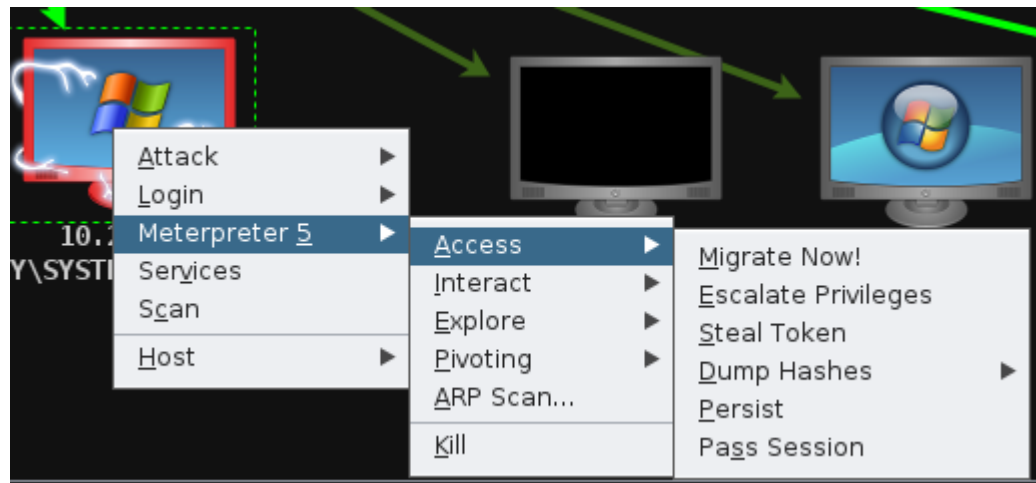 Attack
Login
Meterpreter 5
Services
Scan
Host
Access
Interact
Explore
Pivoting
ARP Scan...
Kill
Migrate Now!
Escalate Privileges
Steal Token
Dump Hashes
Persist
Pass Session